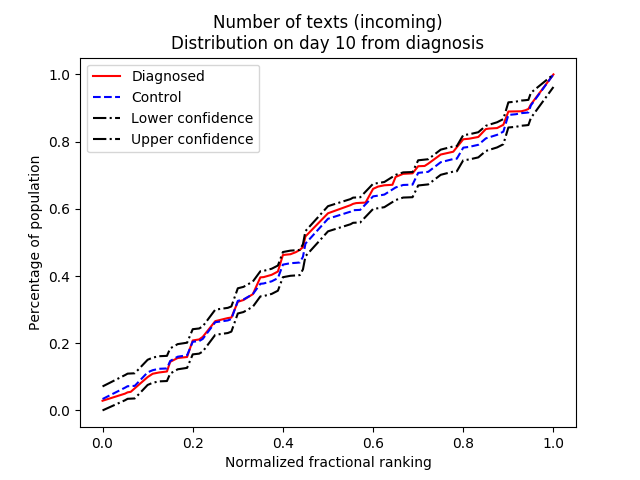 Number of texts (incoming)
Distribution on day 10 from diagnosis
Diagnosed
Control
Lower confidence
Upper confidence
Percentage of population
1.0
0.8
0.6
0.4
0.2
0.0
0.0 0.2 0.4 0.6 0.8 1.0
Normalized fractional ranking